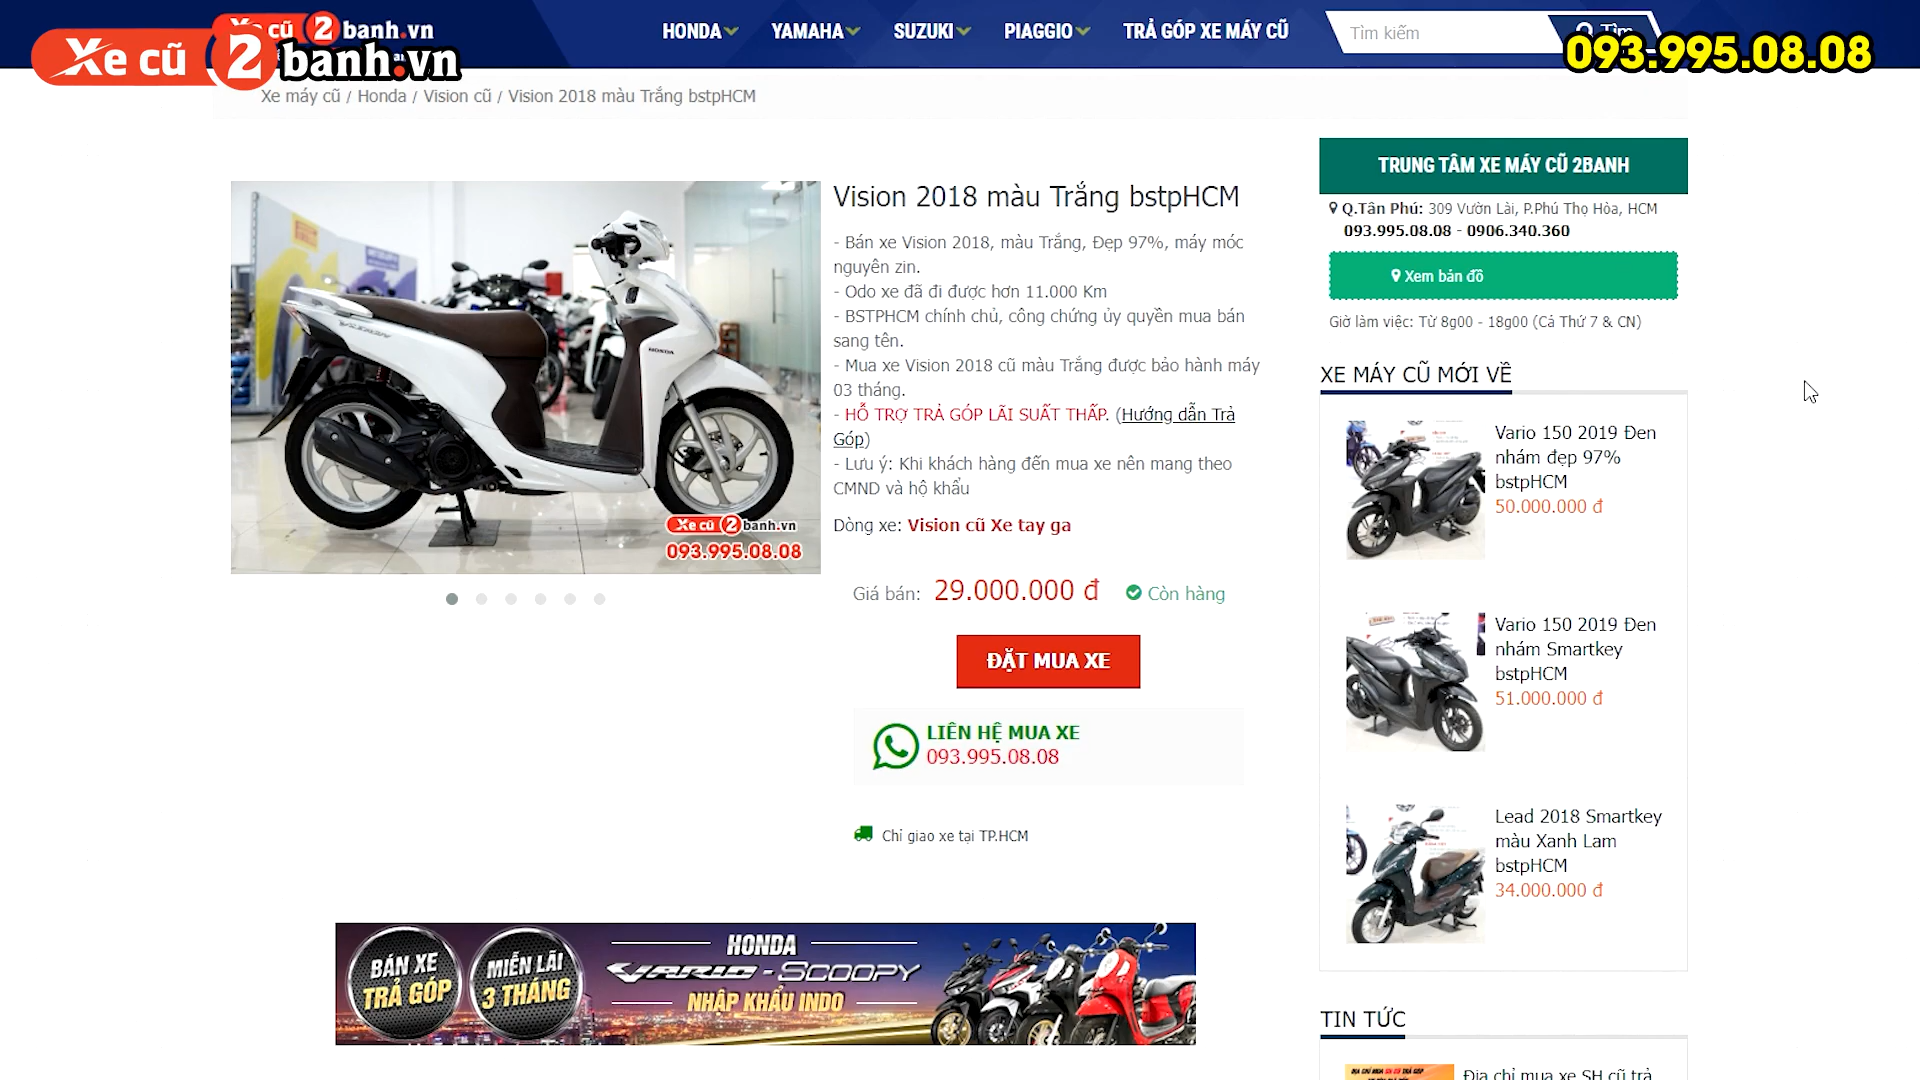 Xe cũ 2banh.vn
HONDA
YAMAHA
SUZUKI
PIAGGIO
TRẢ GÓP XE MÁY CŨ
Tìm kiếm
Tìm
093.995.08.08
Xe máy cũ / Honda / Vision cũ / Vision 2018 màu Trắng bstpHCM
Xe cũ 2banh.vn
093.995.08.08
HONDA
Vision 2018 màu Trắng bstpHCM
- Bán xe Vision 2018, màu Trắng, Đẹp 97%, máy móc
nguyên zin.
- Odo xe đã đi được hơn 11.000 Km
- BSTPHCM chính chủ, công chứng ủy quyền mua bán
sang tên.
- Mua xe Vision 2018 cũ màu Trắng được bảo hành máy
03 tháng.
- HỖ TRỢ TRẢ GÓP LÃI SUẤT THẤP. (Hướng dẫn Trả
Góp)
- Lưu ý: Khi khách hàng đến mua xe nên mang theo
CMND và hộ khẩu
Dòng xe: Vision cũ Xe tay ga
Giá bán: 29.000.000 đ Còn hàng
ĐẶT MUA XE
LIÊN HỆ MUA XE
093.995.08.08
Chỉ giao xe tại TP.HCM
BÁN XE
TRẢ GÓP
MIỄN LÃI
3 THÁNG
HONDA
VARIO - SCOOPY
NHẬP KHẨU INDO
TRUNG TÂM XE MÁY CŨ 2BANH
Q.Tân Phú: 309 Vườn Lài, P.Phú Thọ Hòa, HCM
093.995.08.08 - 0906.340.360
Xem bản đồ
Giờ làm việc: Từ 8g00 - 18g00 (Cả Thứ 7 & CN)
XE MÁY CŨ MỚI VỀ
Vario 150 2019 Đen
nhám đẹp 97%
bstpHCM
50.000.000 đ
Vario 150 2019 Đen
nhám Smartkey
bstpHCM
51.000.000 đ
Lead 2018 Smartkey
màu Xanh Lam
bstpHCM
34.000.000 đ
TIN TỨC
Địa chỉ mua xe SH cũ trả